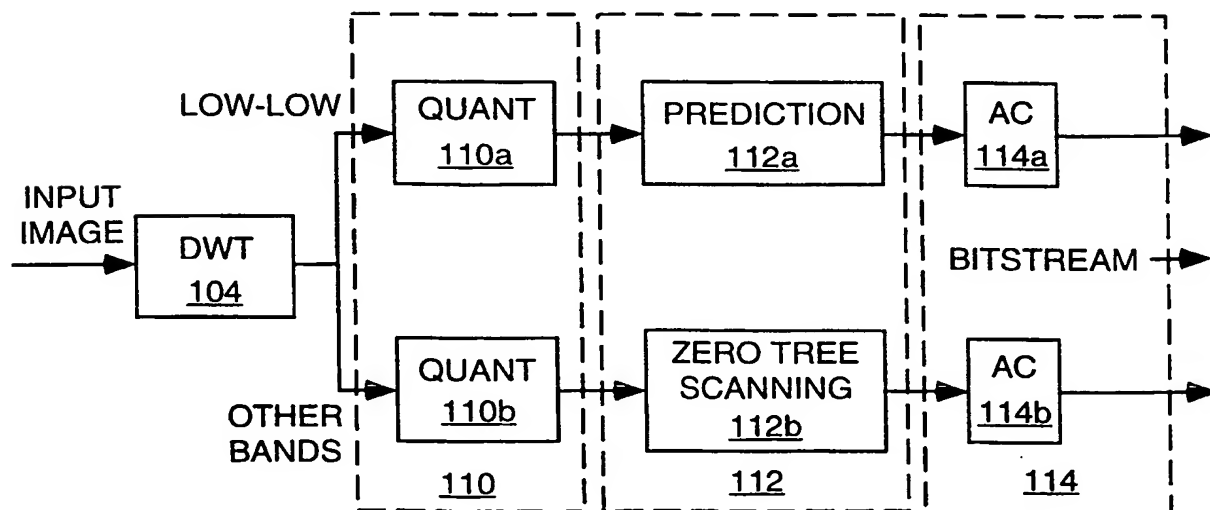 LOW-LOW
QUANT
110a
PREDICTION
112a
AC
114a
INPUT
IMAGE
DWT
104
BITSTREAM
OTHER
BANDS
QUANT
110b
ZERO TREE
SCANNING
112b
AC
114b
110
112
114